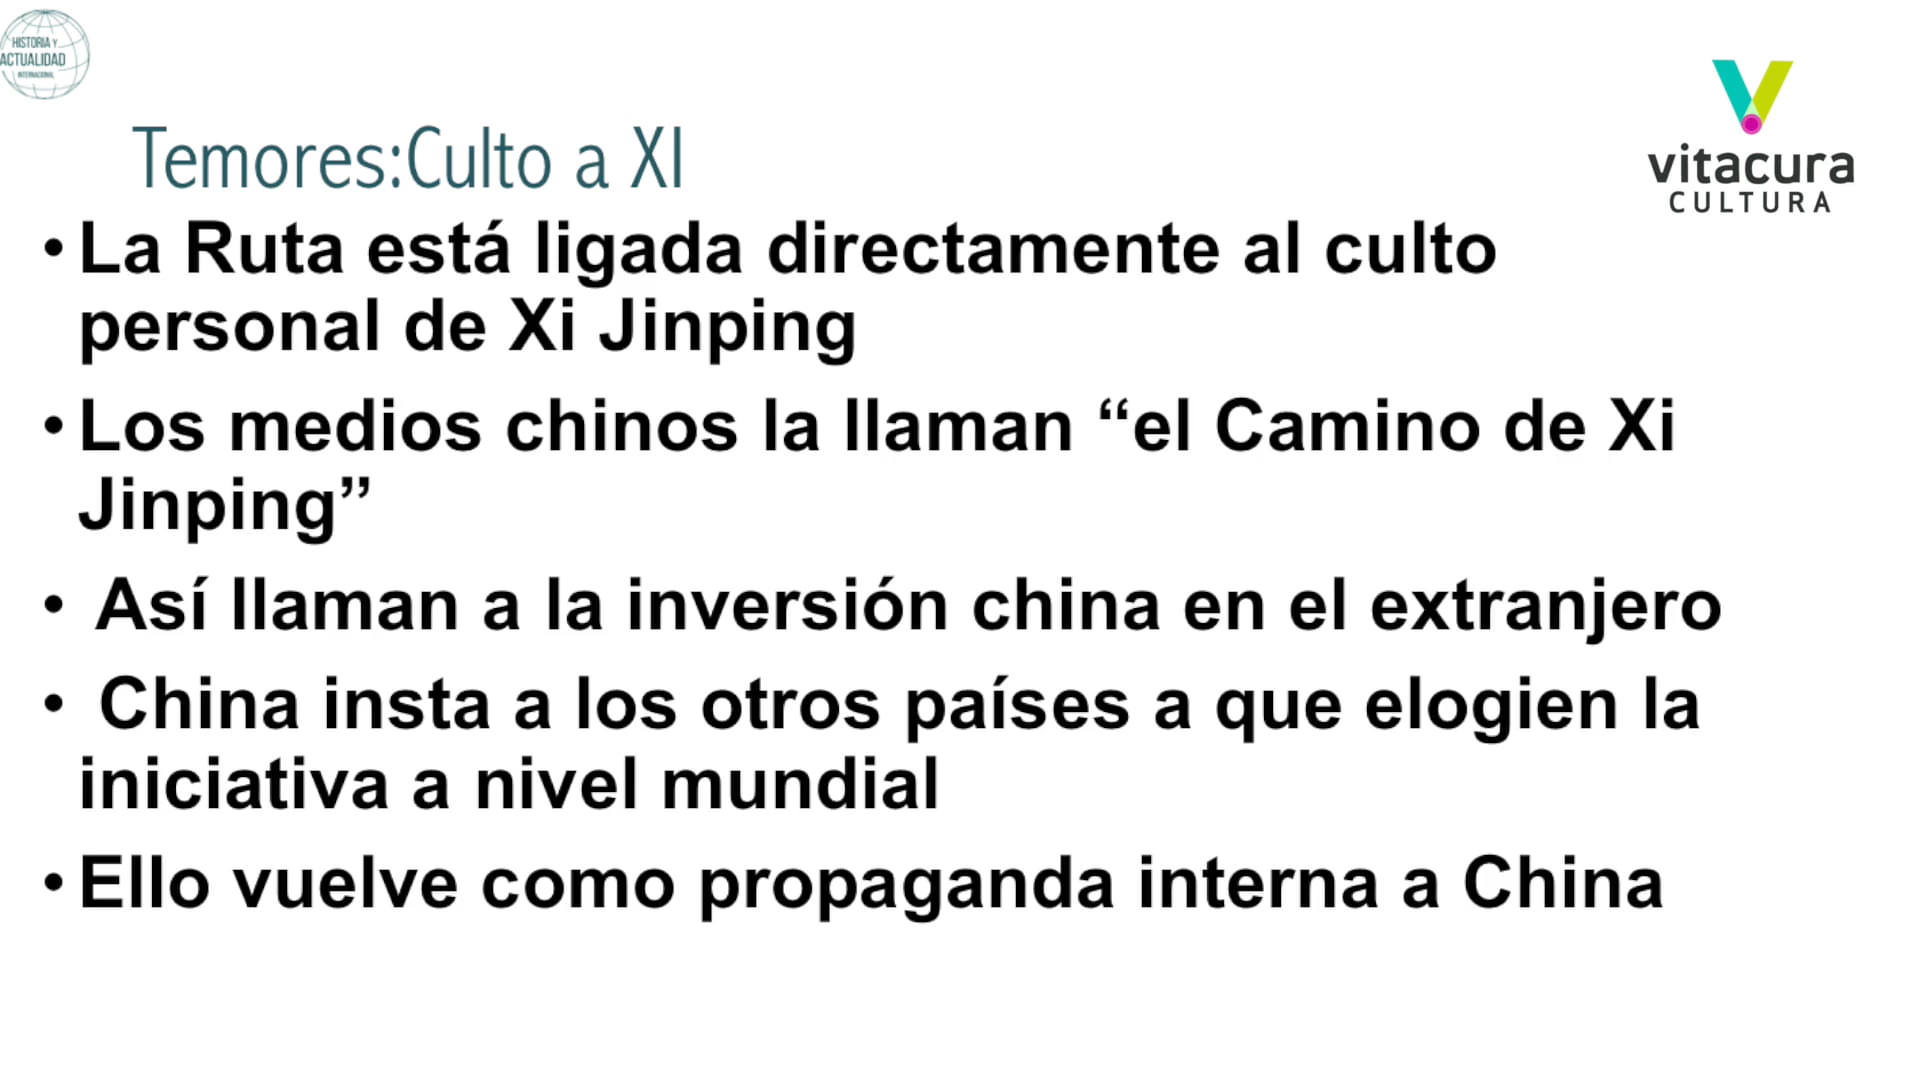 HISTORIA Y
ACTUALIDAD
INTERNACIONAL
vitacura
CULTURA
Temores:Culto a XI
•La Ruta está ligada directamente al culto
personal de Xi Jinping
•Los medios chinos la llaman “el Camino de Xi
Jinping”
• Así llaman a la inversión china en el extranjero
• China insta a los otros países a que elogien la
iniciativa a nivel mundial
•Ello vuelve como propaganda interna a China